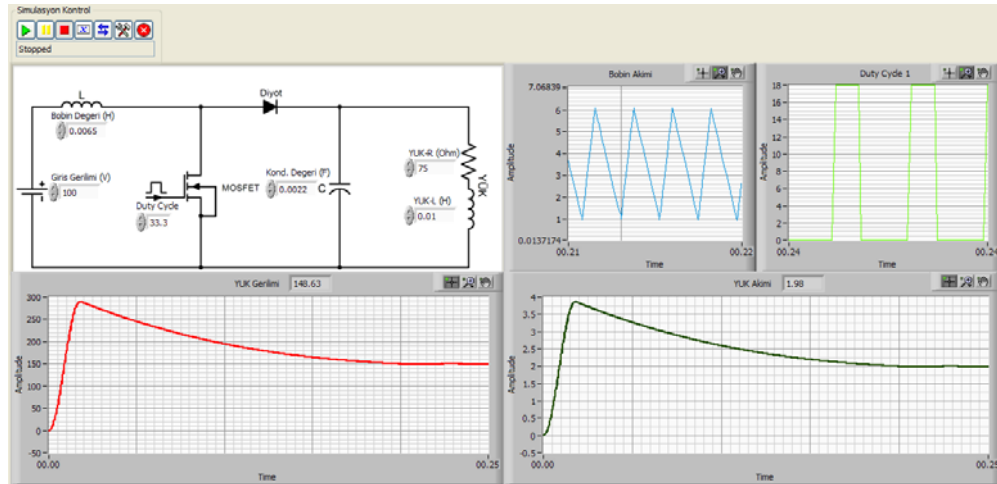 Simulasyon Kontrol
Stopped
L
Bobin Degeri (H)
0.0065
Giris Gerilimi (V)
100
Diyot
MOSFET
Duty Cycle
33.3
Kond. Degeri (F)
0.0022
C
YUK-R (Ohm)
75
YUK-L (H)
0.01
YÜK
Bobin Akimi
Amplitude
7.06839
6
5
4
3
2
1
0.0137174
00.21
00.22
Time
Duty Cycle 1
Amplitude
18
16
14
12
10
8
6
4
2
0
00.24
00.24
Time
YUK Gerilimi 148.63
Amplitude
300
250
200
150
100
50
0
-50
00.00
00.25
Time
YUK Akimi 1.98
Amplitude
4
3.5
3
2.5
2
1.5
1
0.5
0
-0.5
00.00
00.25
Time